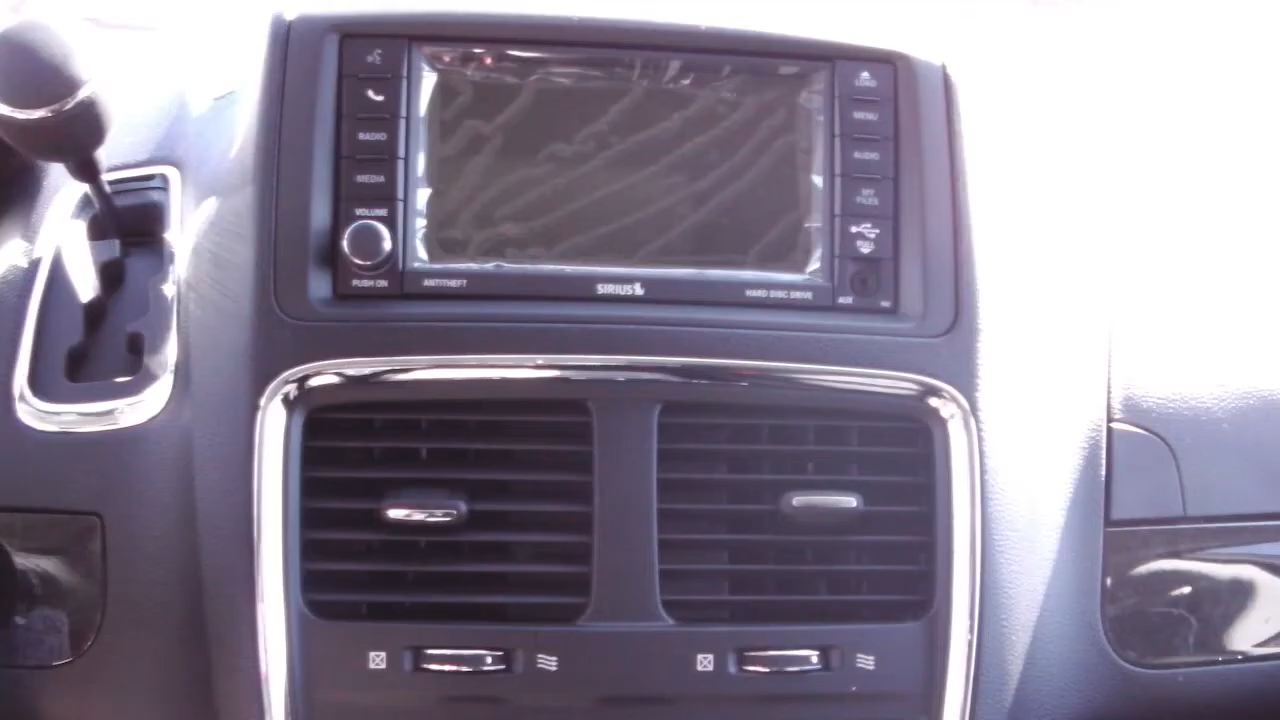 RADIO
MEDIA
VOLUME
PUSH ON
ANTITHEFT
SIRIUS
HARD DISC DRIVE
LOAD
MENU
AUDIO
MY
FILES
PULL
AUX